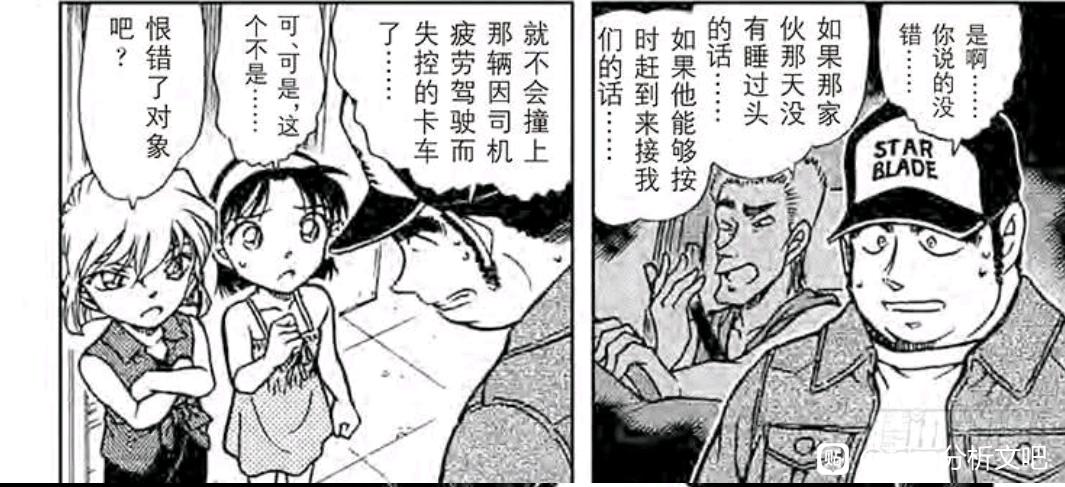 是啊……
你说的没
错……
STAR
BLADE
如果那家
伙那天没
有睡过头
的话……
如果他能够按
时赶到来接我
们的话……
就不会撞上
那辆因司机
疲劳驾驶而
失控的卡车
了……
可、可是，这
个不是……
恨错了对象
吧？
贴
分析文吧